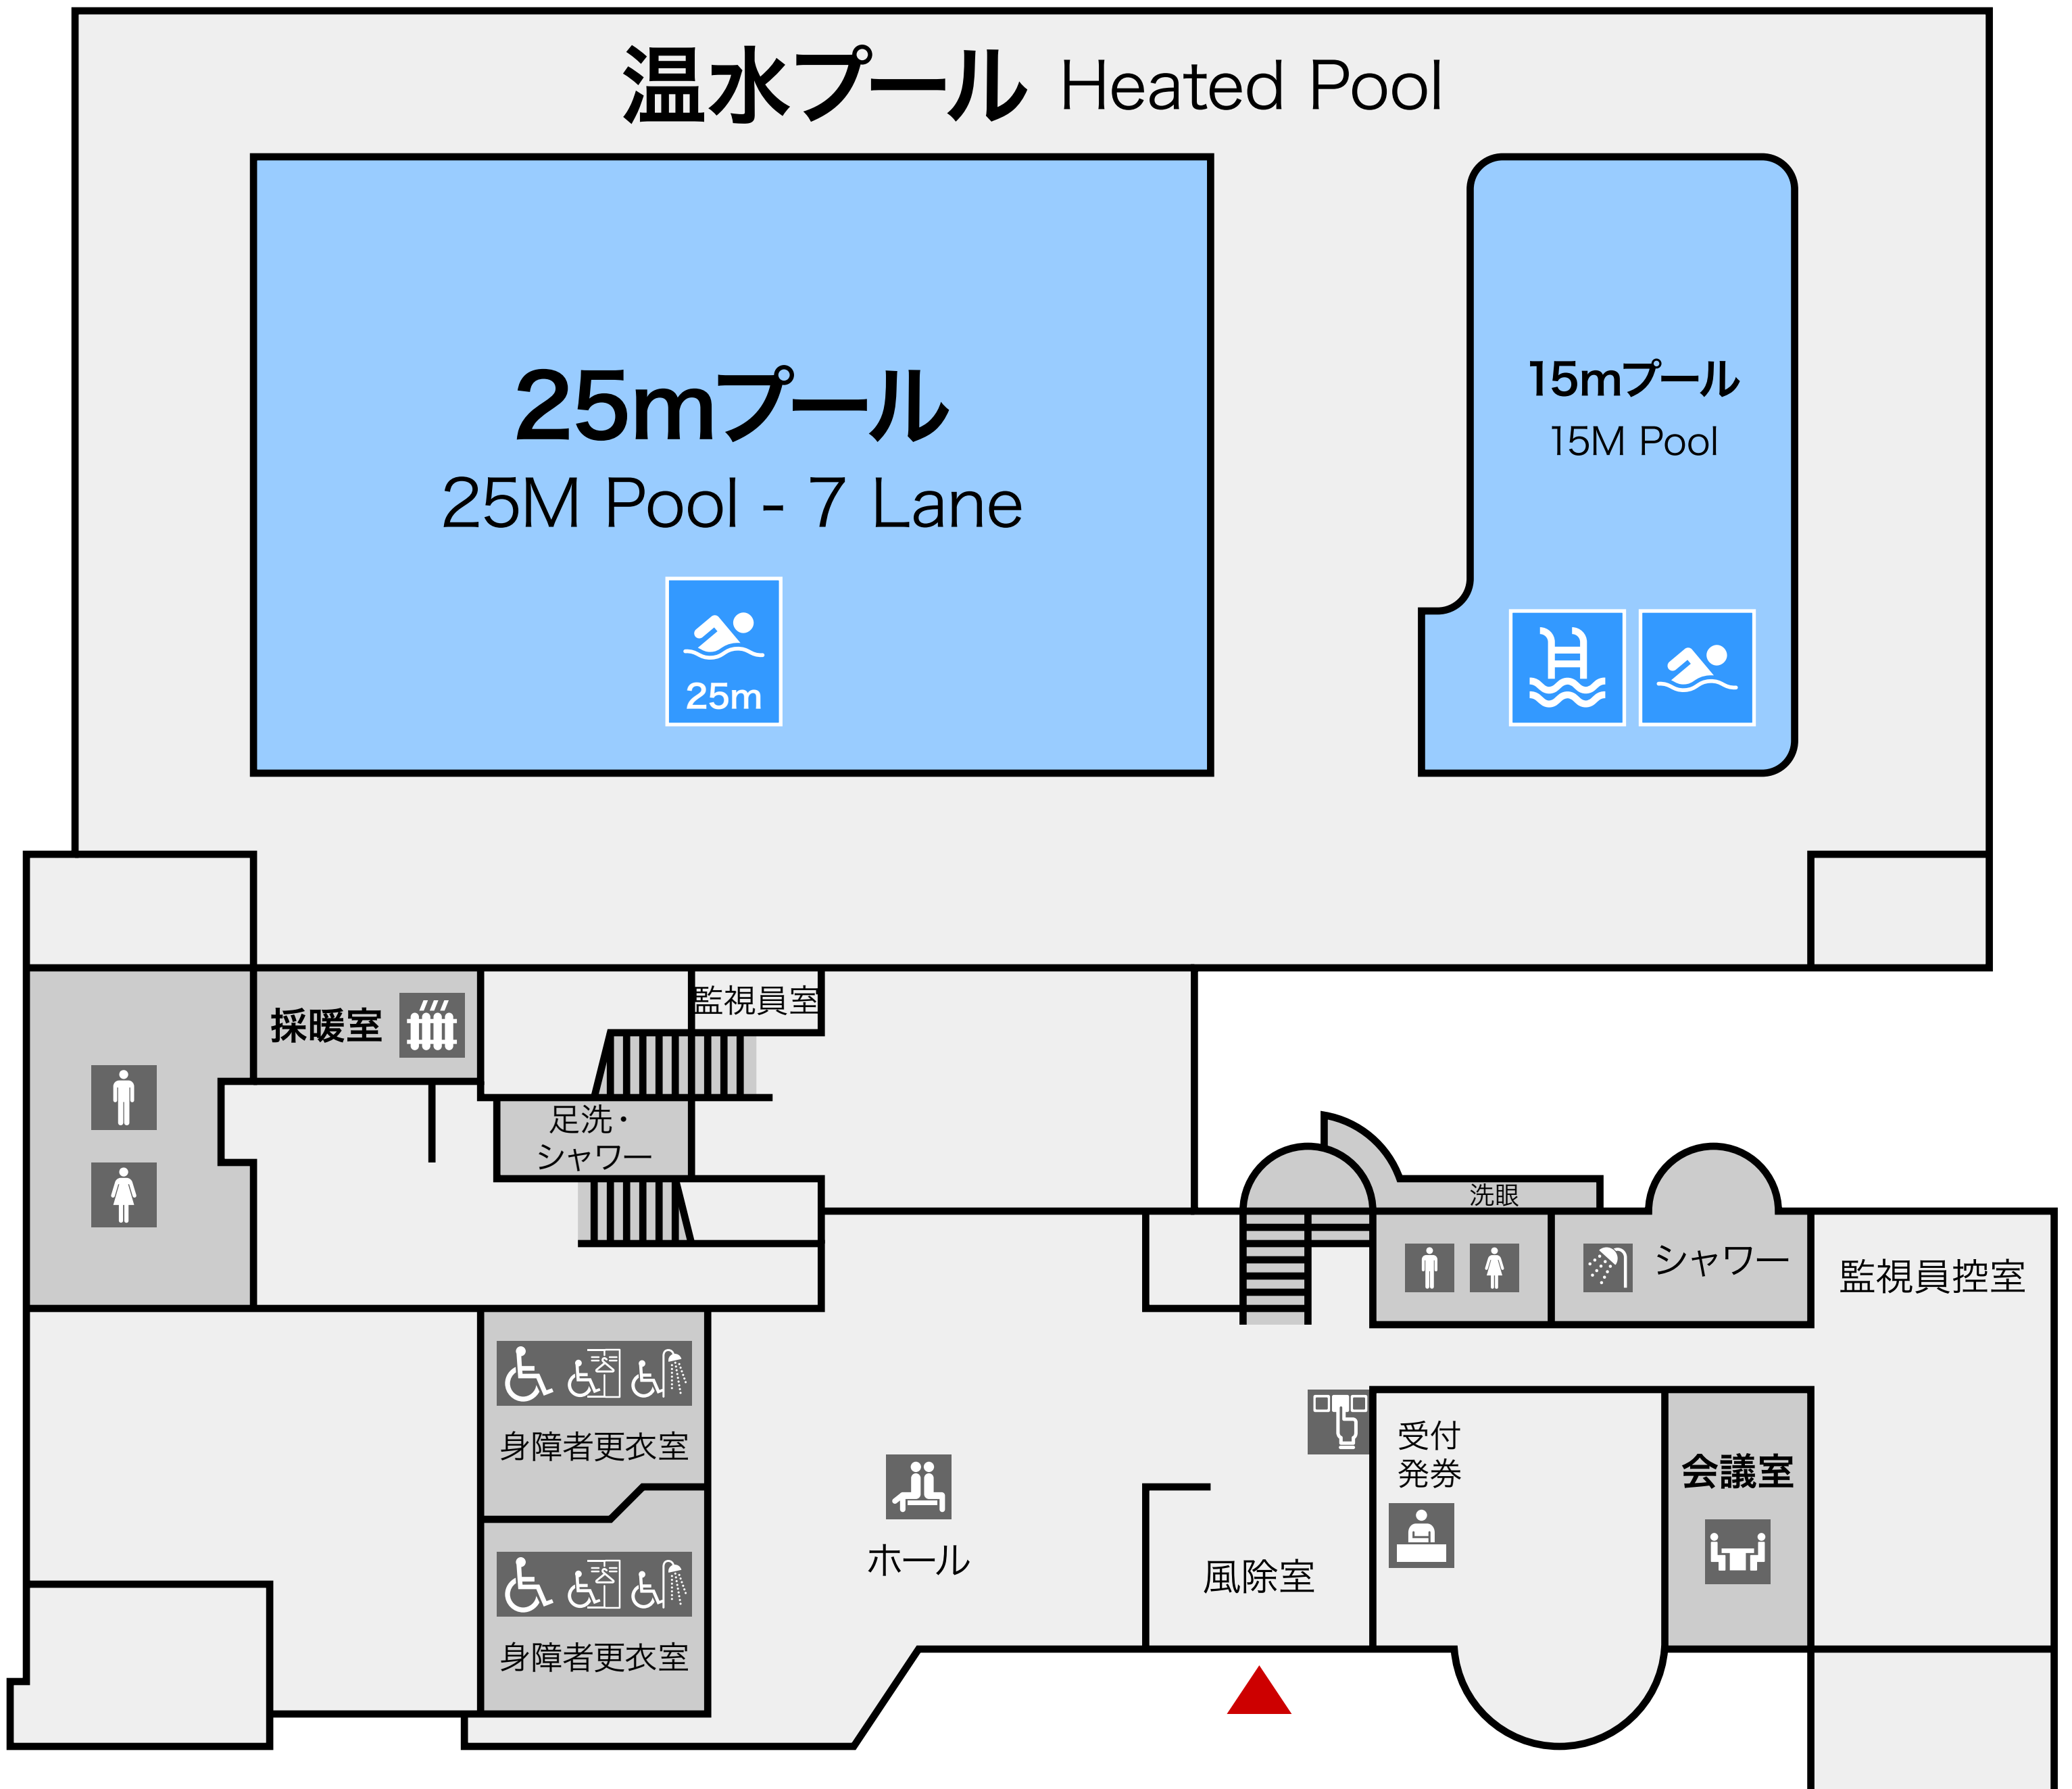 温水プール Heated Pool
25mプール
25M Pool - 7 Lane
25m
15mプール
15M Pool
採暖室
監視員室
足洗・
シャワー
洗眼
シャワー
監視員控室
身障者更衣室
身障者更衣室
ホール
風除室
受付
発券
会議室